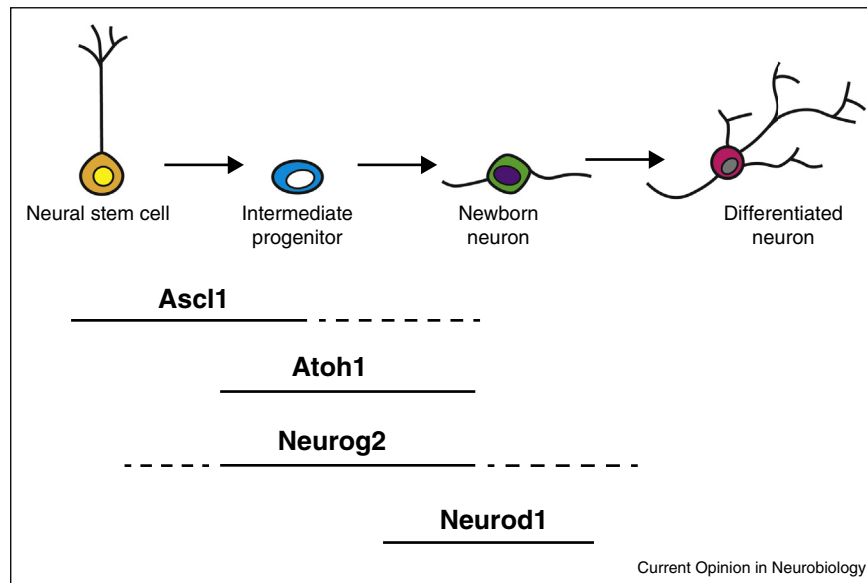 Neural stem cell
Intermediate
progenitor
Newborn
neuron
Differentiated
neuron
Ascl1
Atoh1
Neurog2
Neurod1
Current Opinion in Neurobiology